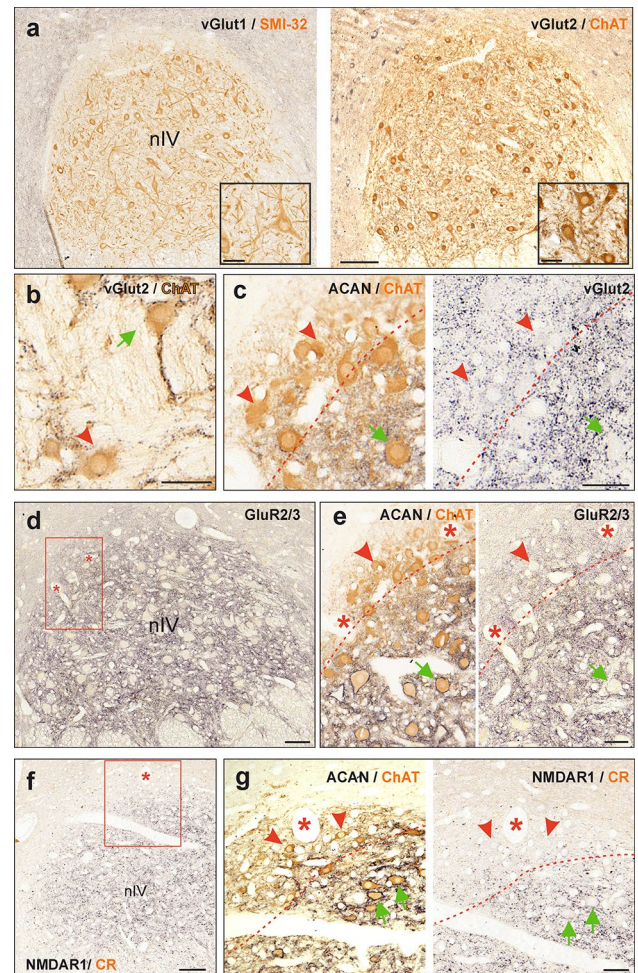 a
vGlut1 / SMI-32
vGlut2 / ChAT
nIV
b
vGlut2 / ChAT
c
ACAN / ChAT
vGlut2
d
GluR2/3
* *
nIV
e
ACAN / ChAT
GluR2/3
* *
* *
f
*
nIV
NMDAR1/ CR
g
ACAN / ChAT
NMDAR1 / CR
* *